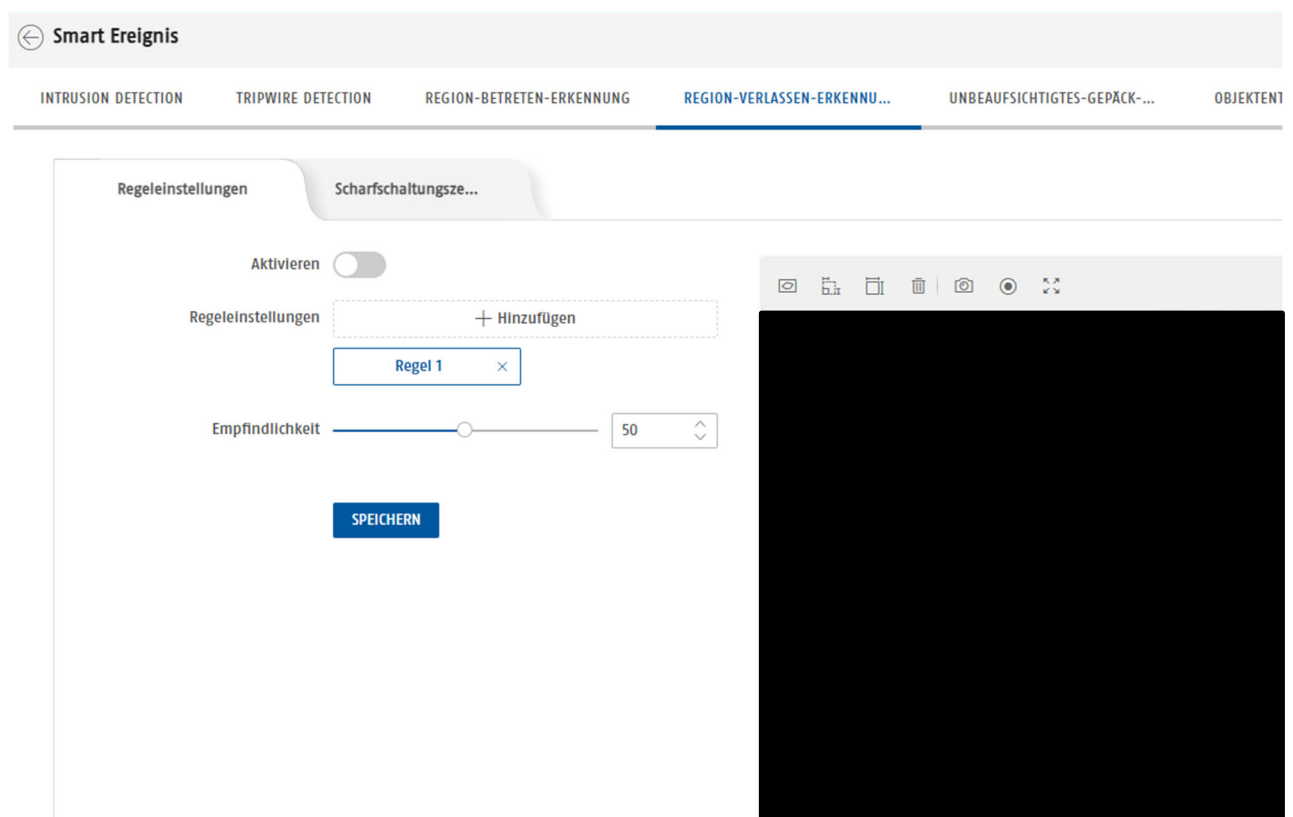 Smart Ereignis
INTRUSION DETECTION TRIPWIRE DETECTION REGION-BETRETEN-ERKENNUNG REGION-VERLASSEN-ERKENNU... UNBEAUFSICHTIGTES-GEPÄCK-... OBJEKTENT
Regeleinstellungen Scharfschaltungsze...
Aktivieren
Regeleinstellungen + Hinzufügen
Regel 1 ×
Empfindlichkeit 50
SPEICHERN